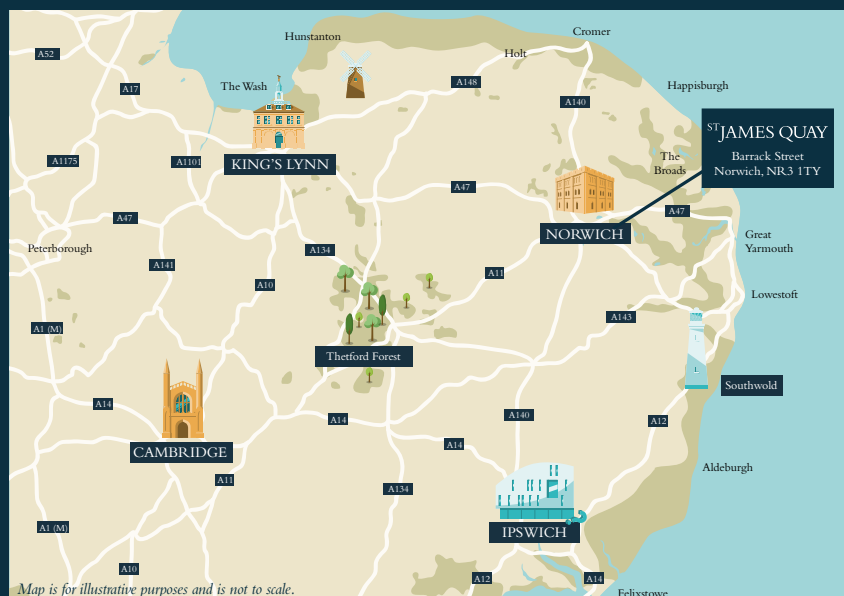 Hunstanton
Cromer
Holt
A52
A148
The Wash
A17
Happisburgh
A140
ST JAMES QUAY
Barrack Street
Norwich, NR3 1TY
A1175
A1101
KING'S LYNN
The
Broads
A47
A47
A47
NORWICH
Great
Yarmouth
Peterborough
A134
A141
A11
A10
Lowestoft
A143
A1 (M)
Thetford Forest
Southwold
A14
A14
A140
A12
CAMBRIDGE
A14
Aldeburgh
A11
A134
A1 (M)
IPSWICH
A10
A12
A14
Map is for illustrative purposes and is not to scale.
Felixstowe